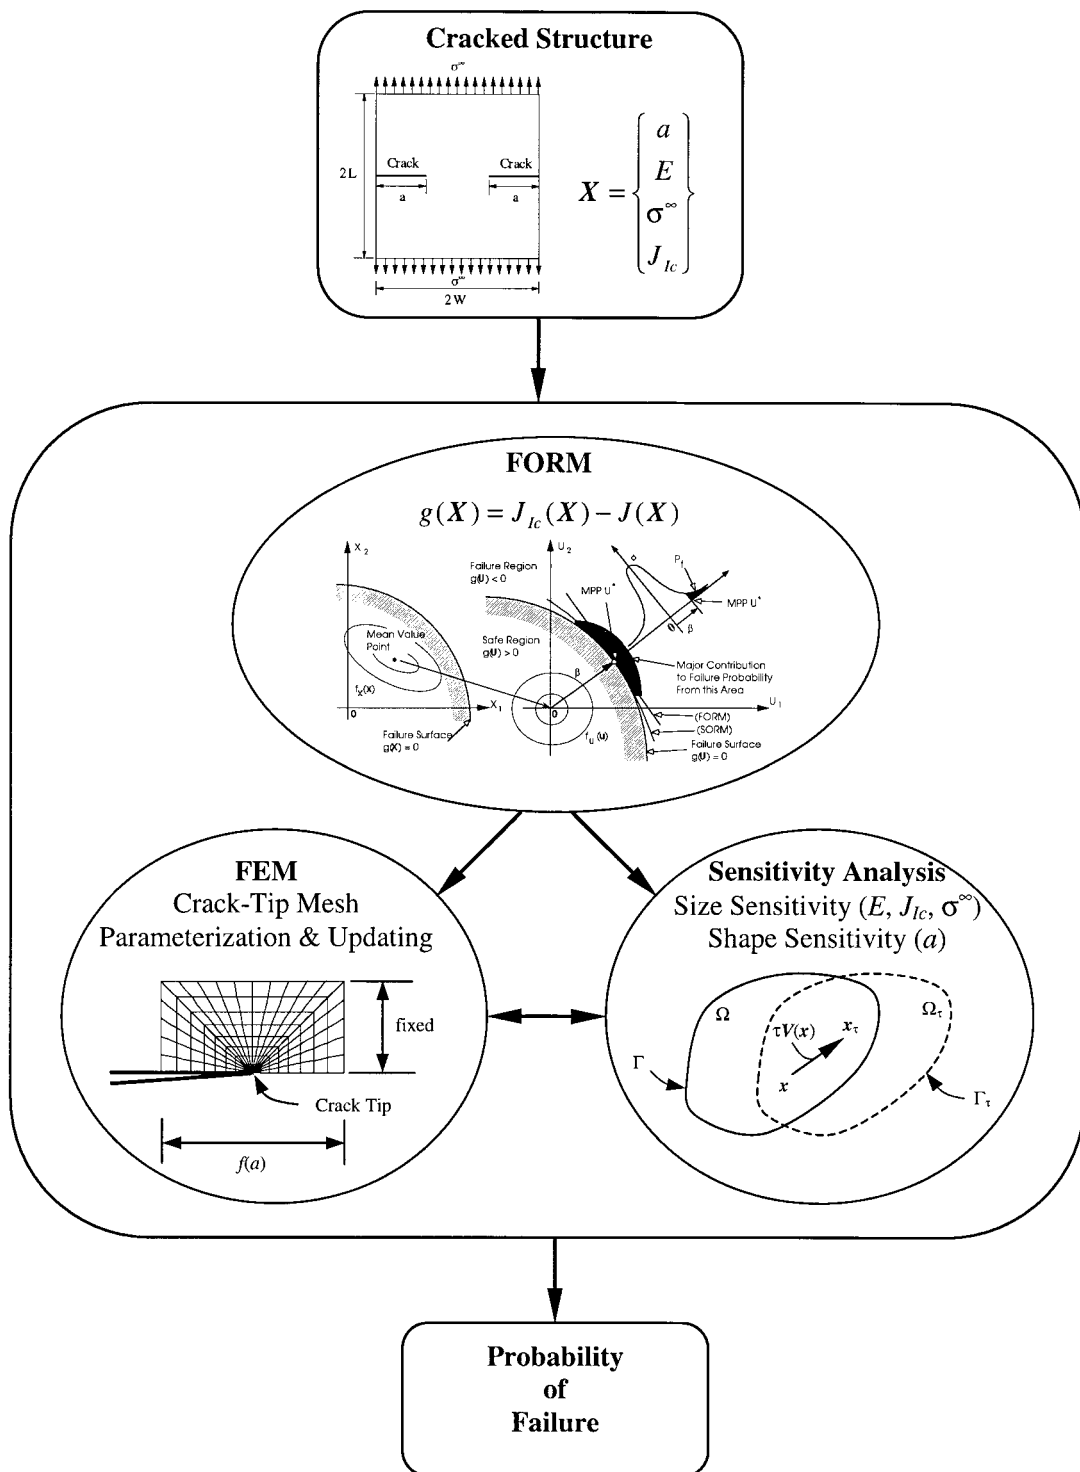 Cracked Structure
σ∞
Crack
Crack
2L
a
a
σ∞
2W
X = { a E σ∞ J_Ic }
FORM
g(X) = J_Ic(X) − J(X)
X2
Mean Value
Point
f_X(X)
0
X1
Failure Surface
g(X) = 0
U2
Failure Region
g(U) < 0
MPP U*
Safe Region
g(U) > 0
β
0
f_U(u)
ϕ
P_f
MPP U*
0
β
Major Contribution
to Failure Probability
From this Area
U1
(FORM)
(SORM)
Failure Surface
g(U) = 0
FEM
Crack-Tip Mesh
Parameterization & Updating
fixed
Crack Tip
f(a)
Sensitivity Analysis
Size Sensitivity (E, J_Ic, σ∞)
Shape Sensitivity (a)
Ω
Ω_τ
τV(x)
x_τ
x
Γ
Γ_τ
Probability
of
Failure